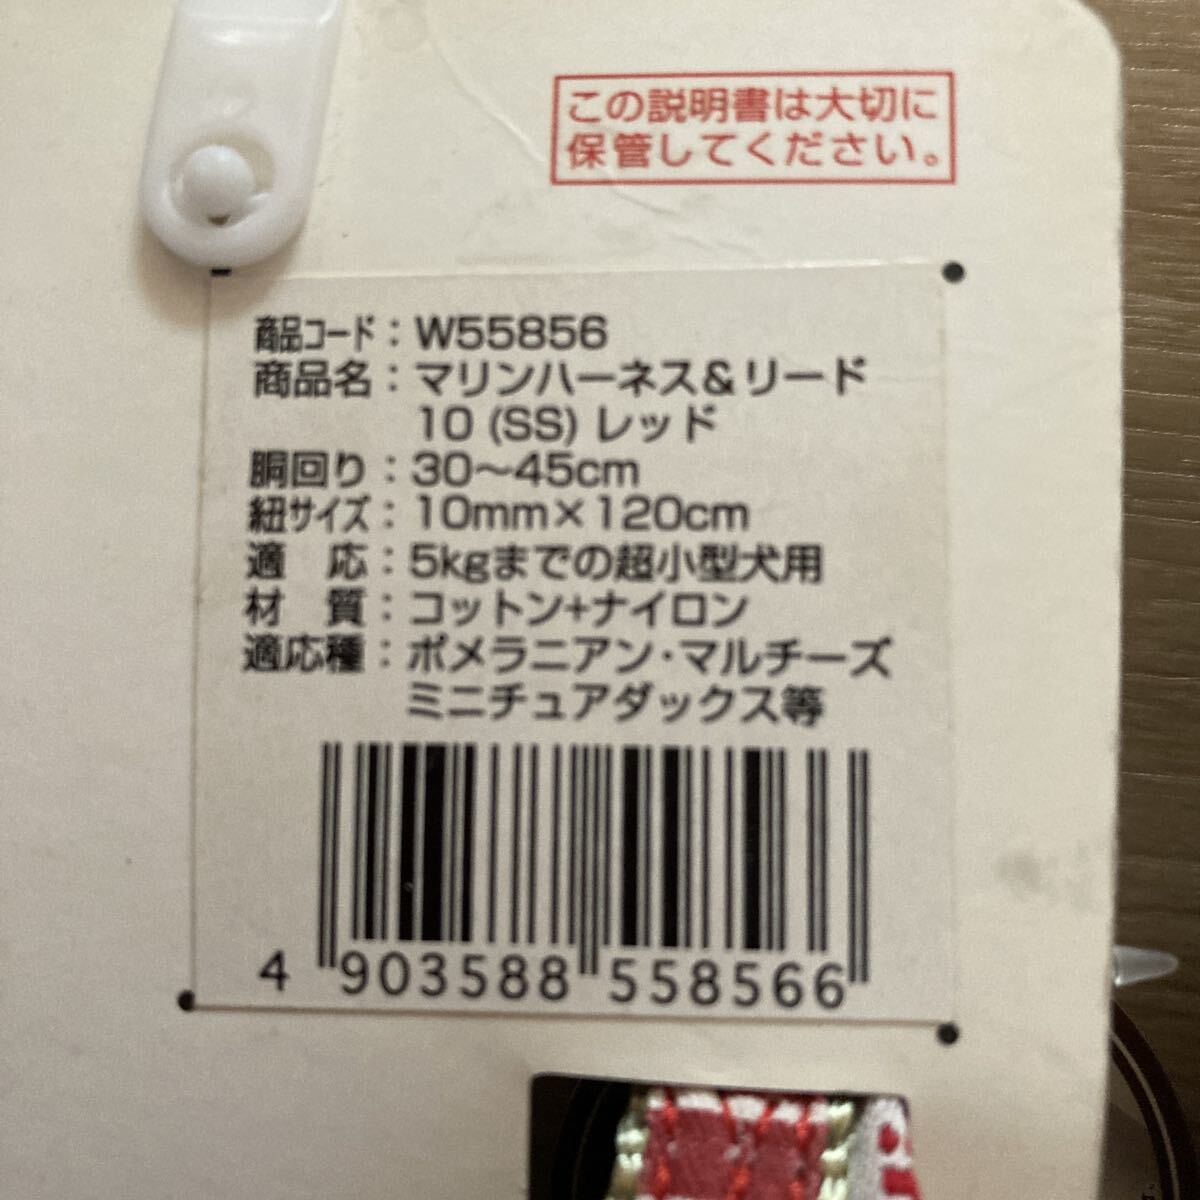 この説明書は大切に
保管してください。
商品コード：W55856
商品名：マリンハーネス＆リード
10 (SS) レッド
胴回り：30〜45cm
紐サイズ：10mm×120cm
適　応：5kgまでの超小型犬用
材　質：コットン+ナイロン
適応種：ポメラニアン・マルチーズ
ミニチュアダックス等
4 903588 558566